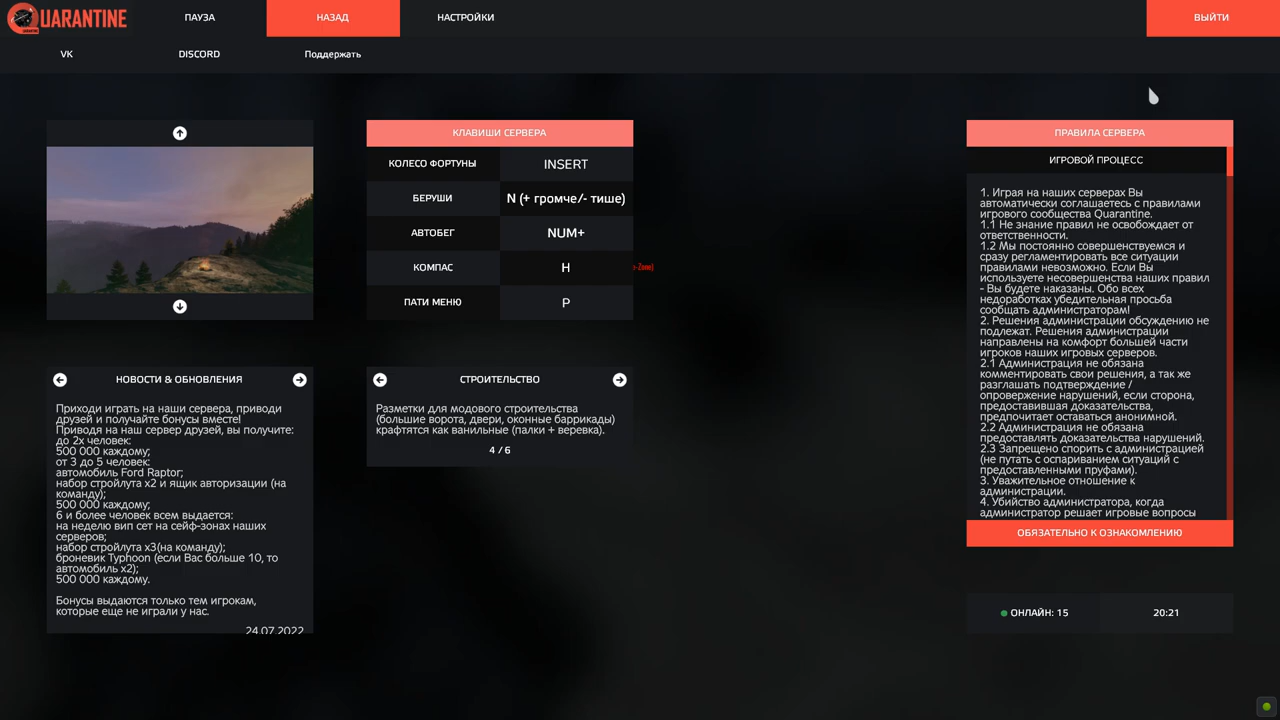 QUARANTINE
ПАУЗА
НАЗАД
НАСТРОЙКИ
ВЫЙТИ
VK
DISCORD
Поддержать
КЛАВИШИ СЕРВЕРА
КОЛЕСО ФОРТУНЫ INSERT
БЕРУШИ N (+ громче/- тише)
АВТОБЕГ NUM+
КОМПАС H
ПАТИ МЕНЮ P
e-Zone)
НОВОСТИ & ОБНОВЛЕНИЯ
Приходи играть на наши сервера, приводи
друзей и получайте бонусы вместе!
Приводя на наш сервер друзей, вы получите:
до 2х человек:
500 000 каждому;
от 3 до 5 человек:
автомобиль Ford Raptor;
набор стройлута x2 и ящик авторизации (на
команду);
500 000 каждому;
6 и более человек всем выдается:
на неделю вип сет на сейф-зонах наших
серверов;
набор стройлута x3(на команду);
броневик Typhoon (если Вас больше 10, то
автомобиль x2);
500 000 каждому.
Бонусы выдаются только тем игрокам,
которые еще не играли у нас.
24.07.2022
СТРОИТЕЛЬСТВО
Разметки для модового строительства
(большие ворота, двери, оконные баррикады)
крафтятся как ванильные (палки + веревка).
4 / 6
ПРАВИЛА СЕРВЕРА
ИГРОВОЙ ПРОЦЕСС
1. Играя на наших серверах Вы
автоматически соглашаетесь с правилами
игрового сообщества Quarantine.
1.1 Не знание правил не освобождает от
ответственности.
1.2 Мы постоянно совершенствуемся и
сразу регламентировать все ситуации
правилами невозможно. Если Вы
используете несовершенства наших правил
- Вы будете наказаны. Обо всех
недоработках убедительная просьба
сообщать администраторам!
2. Решения администрации обсуждению не
подлежат. Решения администрации
направлены на комфорт большей части
игроков наших игровых серверов.
2.1 Администрация не обязана
комментировать свои решения, а так же
разглашать подтверждение /
опровержение нарушений, если сторона,
предоставившая доказательства,
предпочитает оставаться анонимной.
2.2 Администрация не обязана
предоставлять доказательства нарушений.
2.3 Запрещено спорить с администрацией
(не путать с оспариванием ситуаций с
предоставленными пруфами).
3. Уважительное отношение к
администрации.
4. Убийство администратора, когда
администратор решает игровые вопросы
ОБЯЗАТЕЛЬНО К ОЗНАКОМЛЕНИЮ
ОНЛАЙН: 15
20:21